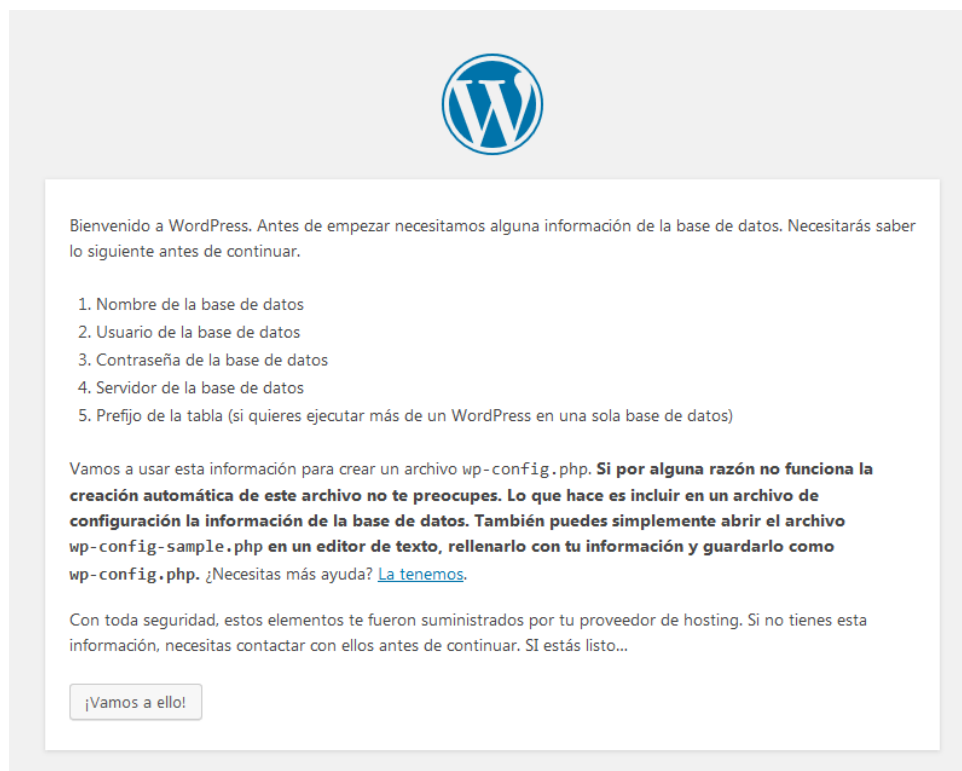 Bienvenido a WordPress. Antes de empezar necesitamos alguna información de la base de datos. Necesitarás saber
lo siguiente antes de continuar.
1. Nombre de la base de datos
2. Usuario de la base de datos
3. Contraseña de la base de datos
4. Servidor de la base de datos
5. Prefijo de la tabla (si quieres ejecutar más de un WordPress en una sola base de datos)
Vamos a usar esta información para crear un archivo wp-config.php. Si por alguna razón no funciona la
creación automática de este archivo no te preocupes. Lo que hace es incluir en un archivo de
configuración la información de la base de datos. También puedes simplemente abrir el archivo
wp-config-sample.php en un editor de texto, rellenarlo con tu información y guardarlo como
wp-config.php. ¿Necesitas más ayuda? La tenemos.
Con toda seguridad, estos elementos te fueron suministrados por tu proveedor de hosting. Si no tienes esta
información, necesitas contactar con ellos antes de continuar. SI estás listo...
¡Vamos a ello!